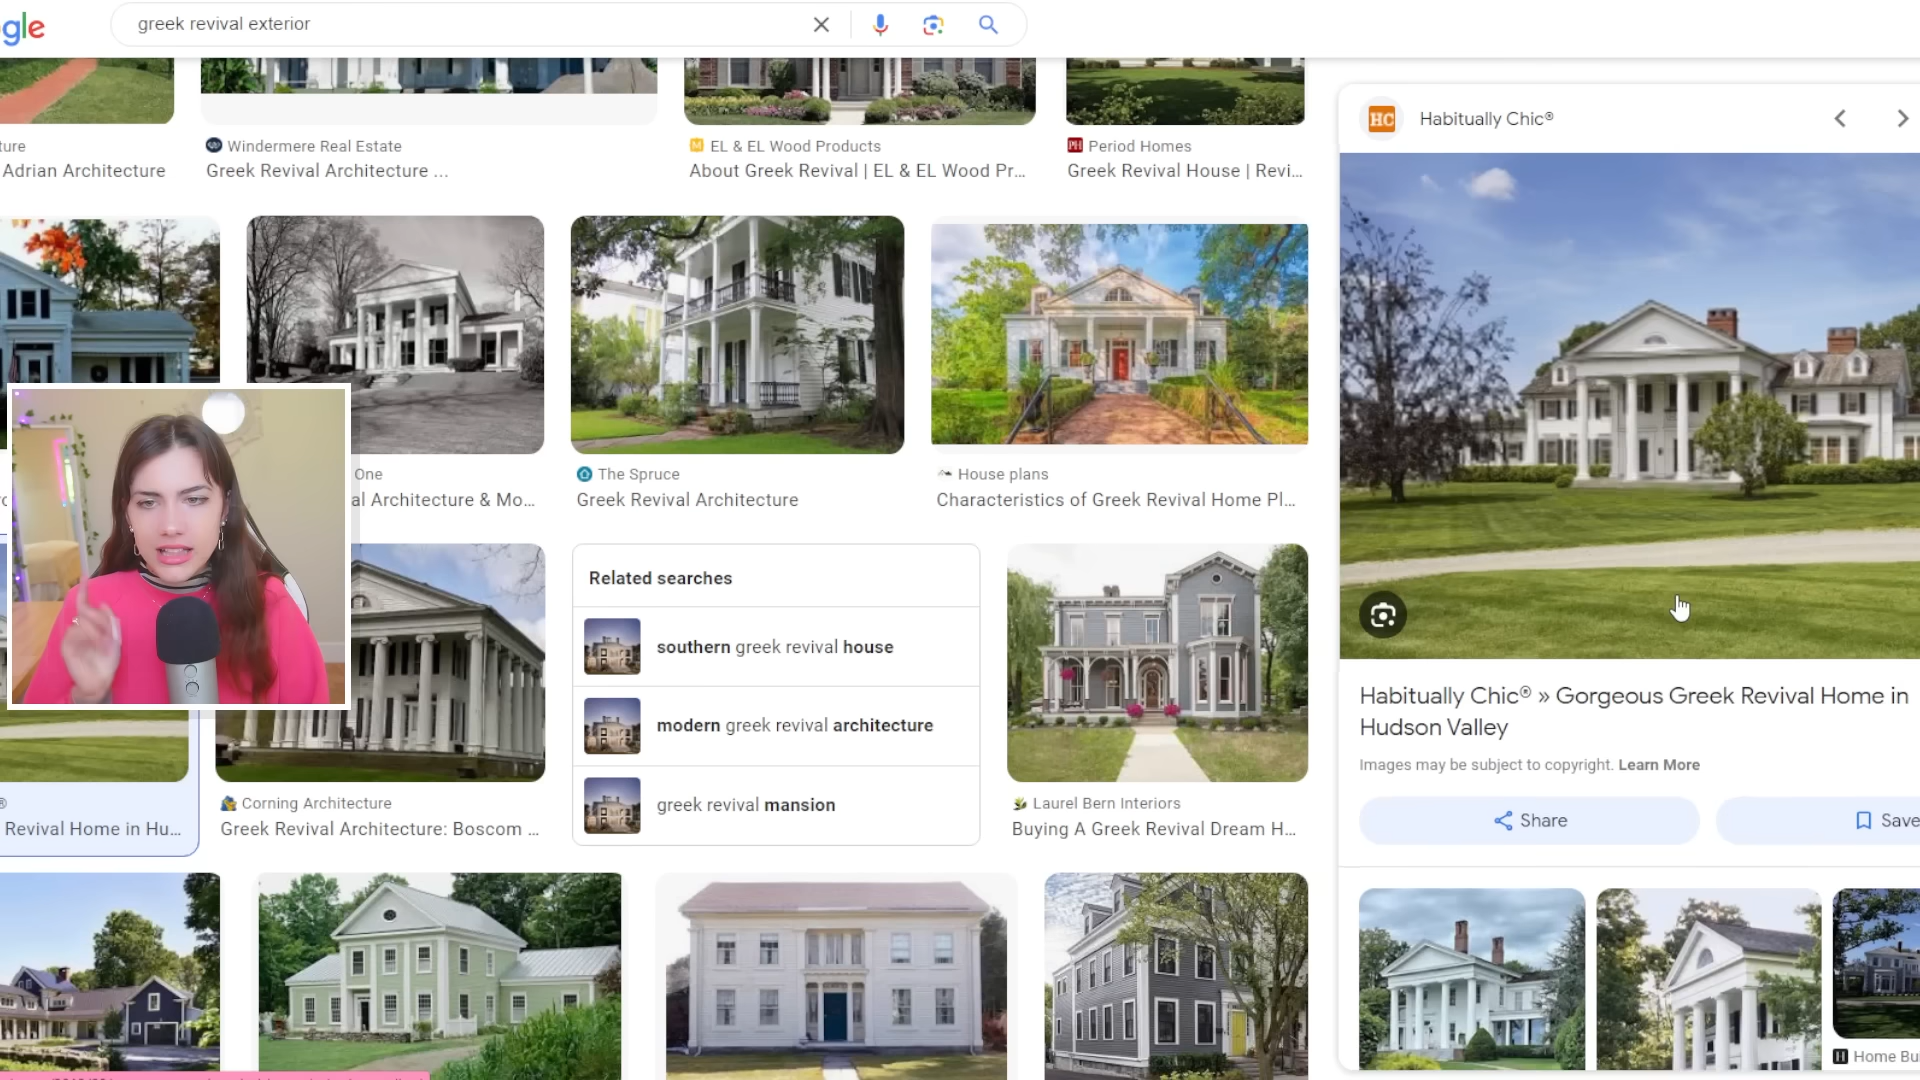 gle
greek revival exterior
Habitually Chic®
HC
ture
Adrian Architecture
Windermere Real Estate
Greek Revival Architecture ...
EL & EL Wood Products
About Greek Revival | EL & EL Wood Pr...
PH
Period Homes
Greek Revival House | Revi...
One
al Architecture & Mo...
The Spruce
Greek Revival Architecture
House plans
Characteristics of Greek Revival Home Pl...
Related searches
southern greek revival house
modern greek revival architecture
greek revival mansion
®
Revival Home in Hu...
Corning Architecture
Greek Revival Architecture: Boscom ...
Laurel Bern Interiors
Buying A Greek Revival Dream H...
Habitually Chic® » Gorgeous Greek Revival Home in
Hudson Valley
Images may be subject to copyright. Learn More
Share
Save
H
Home Bu